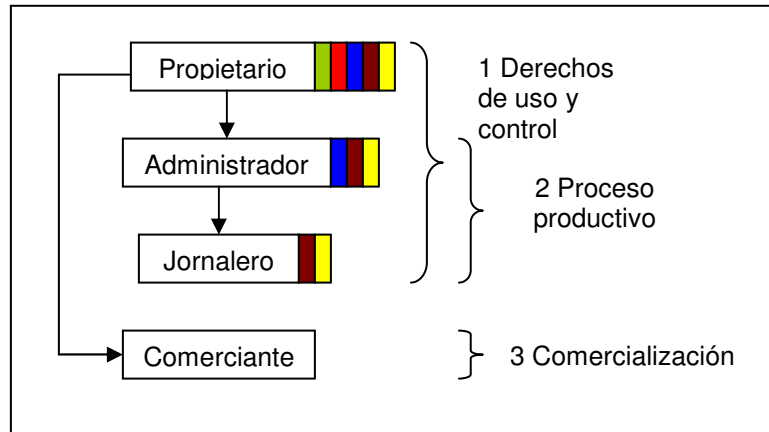 Propietario
Administrador
Jornalero
Comerciante
1 Derechos
de uso y
control
2 Proceso
productivo
3 Comercialización